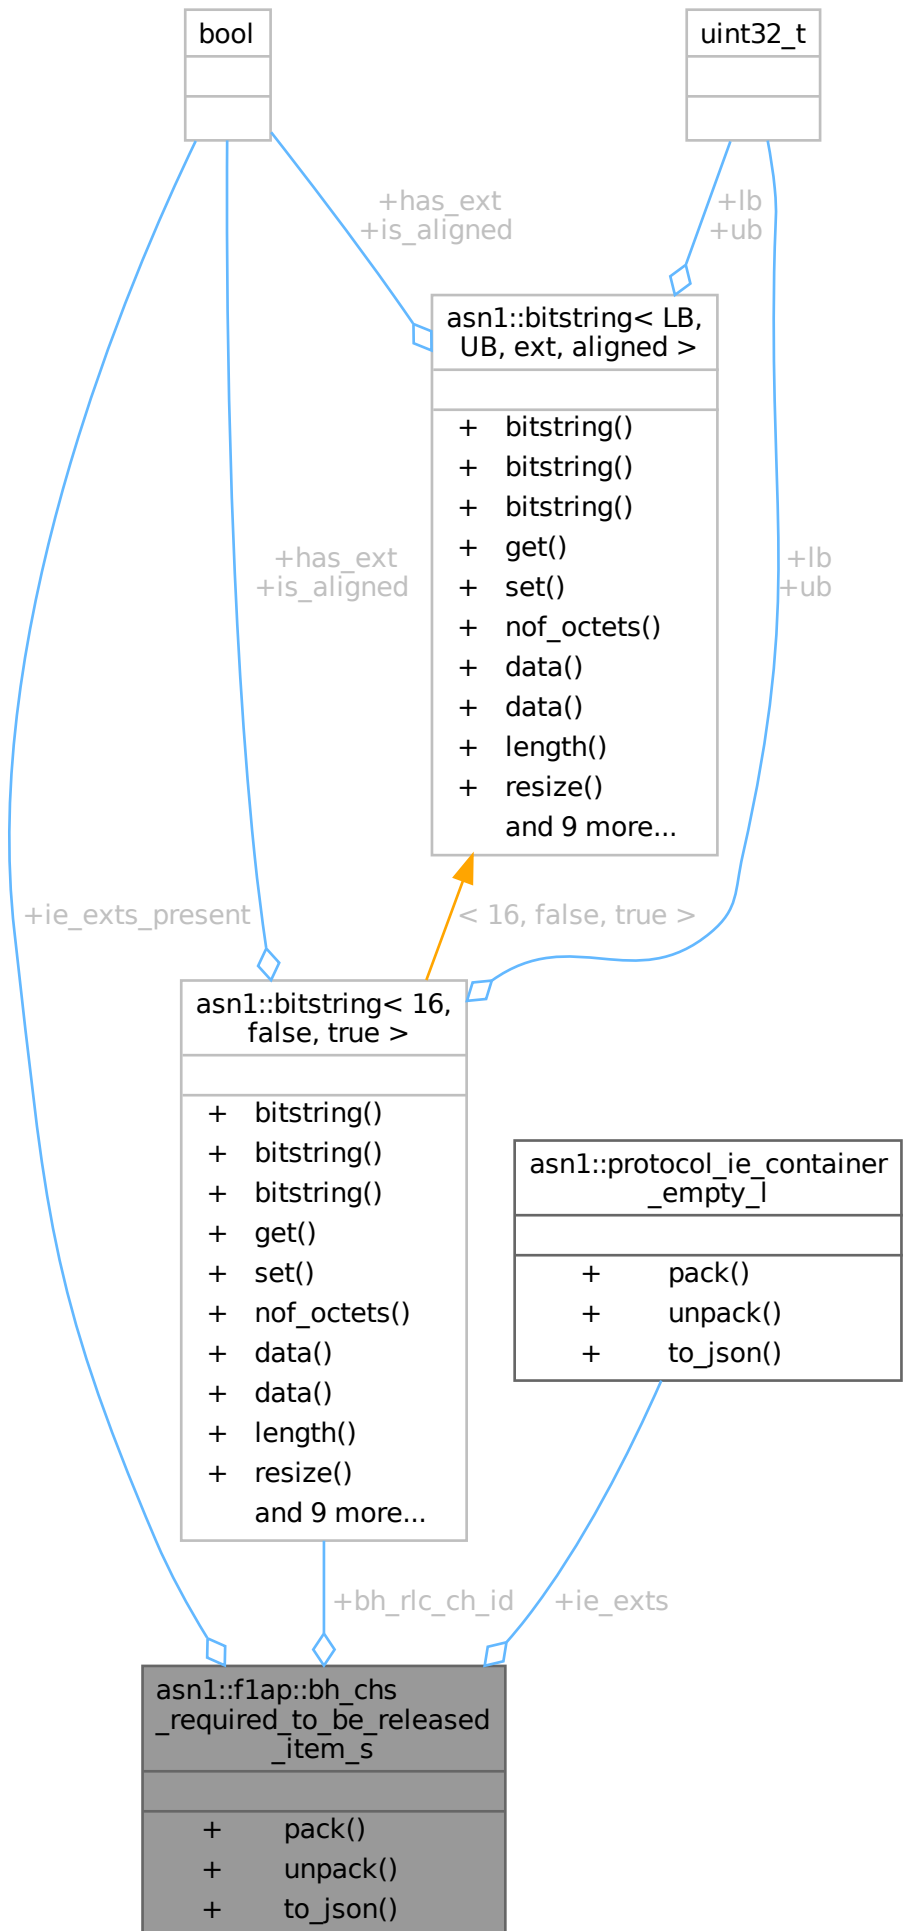 bool
uint32_t
+has_ext
+is_aligned
+lb
+ub
asn1::bitstring< LB,
UB, ext, aligned >
+ bitstring()
+ bitstring()
+ bitstring()
+ get()
+ set()
+ nof_octets()
+ data()
+ data()
+ length()
+ resize()
and 9 more...
+has_ext
+is_aligned
+lb
+ub
+ie_exts_present
< 16, false, true >
asn1::bitstring< 16,
false, true >
+ bitstring()
+ bitstring()
+ bitstring()
+ get()
+ set()
+ nof_octets()
+ data()
+ data()
+ length()
+ resize()
and 9 more...
asn1::protocol_ie_container
_empty_l
+ pack()
+ unpack()
+ to_json()
+bh_rlc_ch_id
+ie_exts
asn1::f1ap::bh_chs
_required_to_be_released
_item_s
+ pack()
+ unpack()
+ to_json()